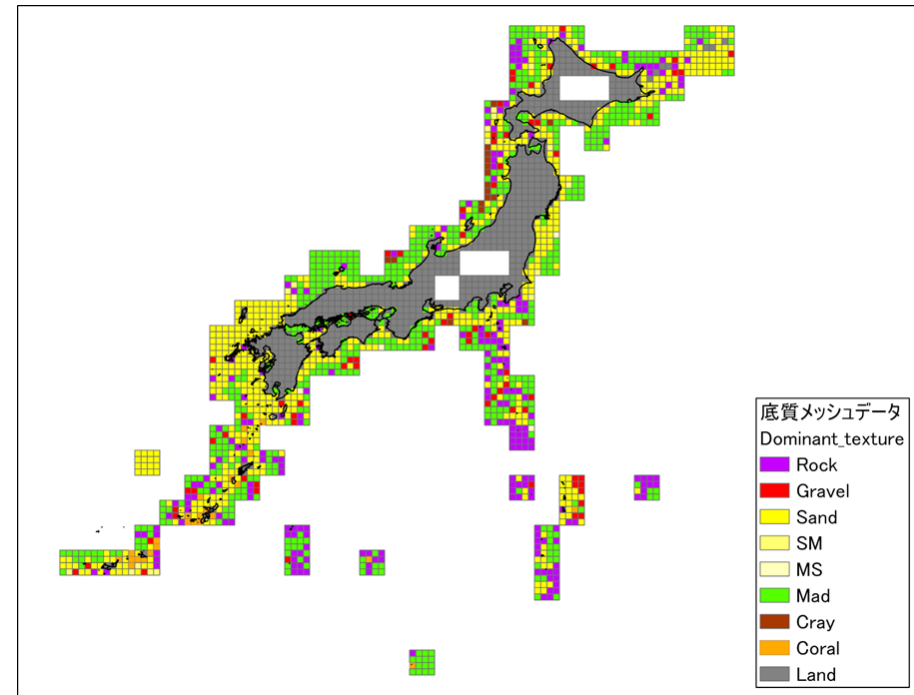 底質メッシュデータ
Dominant_texture
Rock
Gravel
Sand
SM
MS
Mad
Cray
Coral
Land